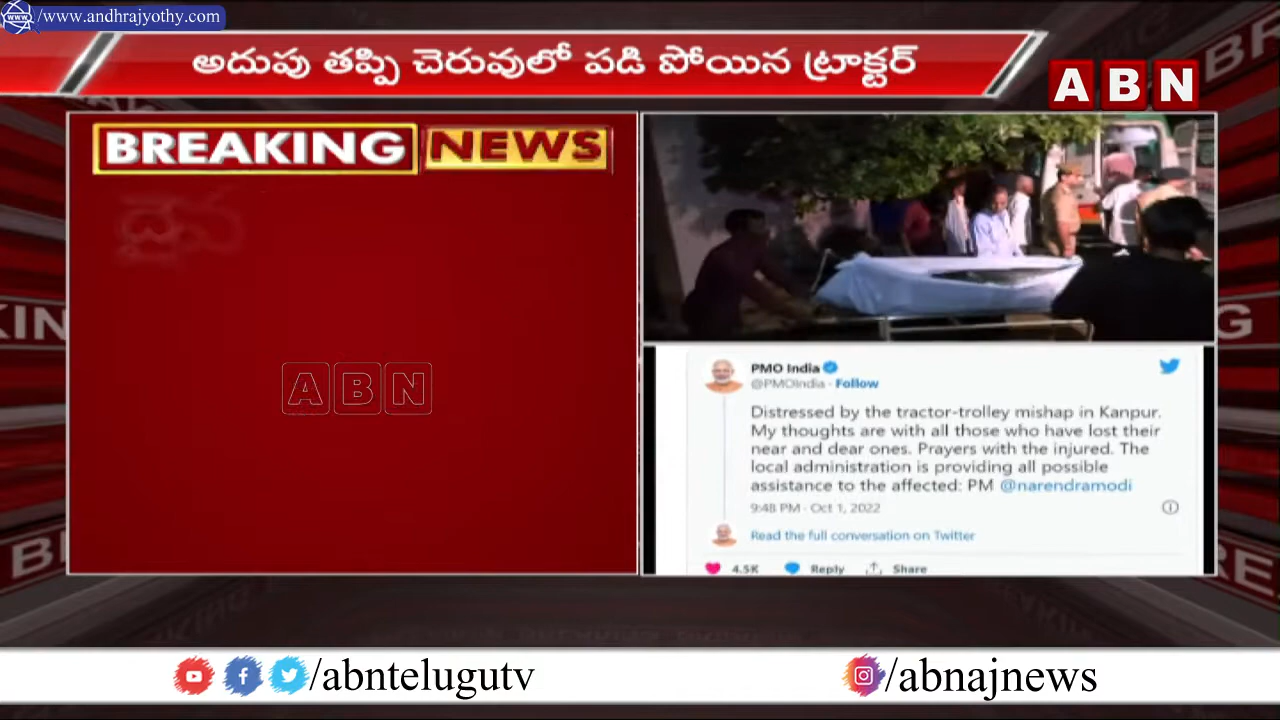 /www.andhrajyothy.com
అదుపు తప్పి చెరువులో పడి పోయిన ట్రాక్టర్
ABN
BREAKING NEWS
దైవ
ABN
PMO India
@PMOIndia · Follow
Distressed by the tractor-trolley mishap in Kanpur.
My thoughts are with all those who have lost their
near and dear ones. Prayers with the injured. The
local administration is providing all possible
assistance to the affected: PM @narendramodi
9:48 PM · Oct 1, 2022
Read the full conversation on Twitter
4.5K Reply Share
/abntelugutv
/abnajnews